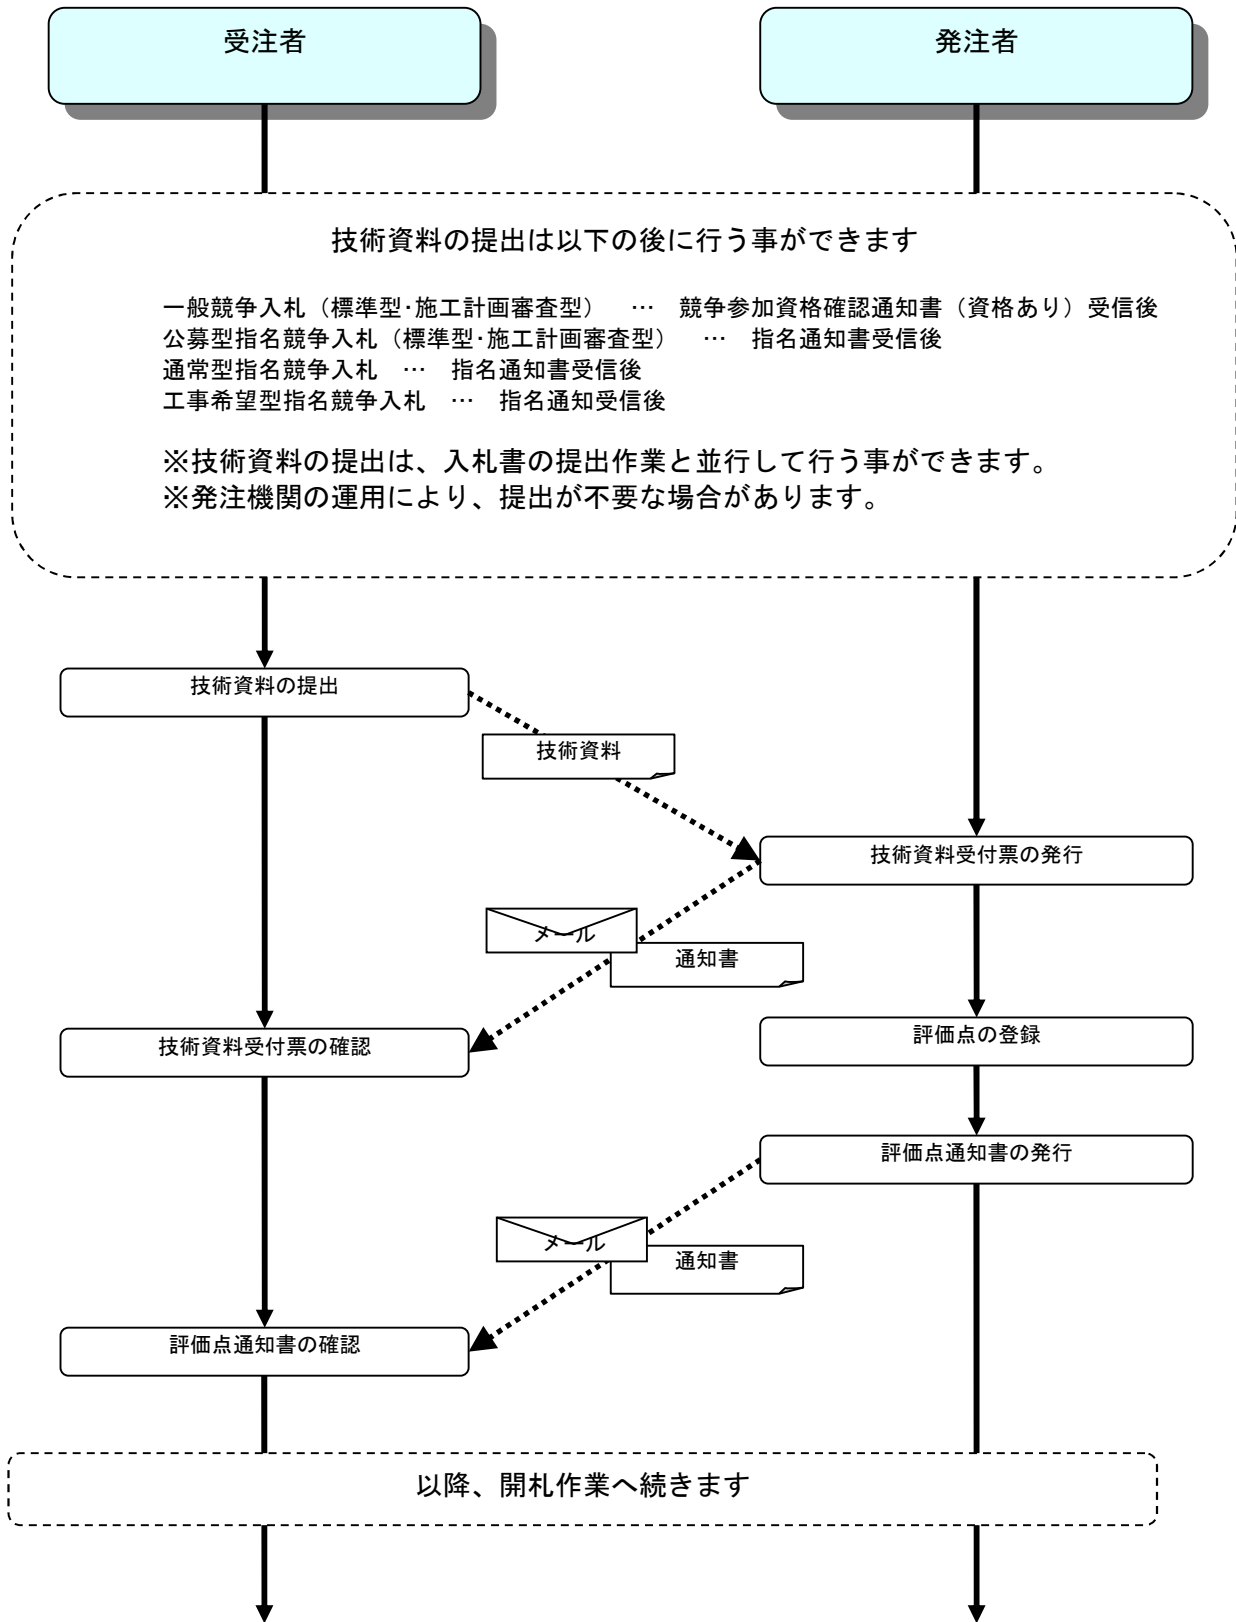 受注者
発注者
技術資料の提出は以下の後に行う事ができます
一般競争入札（標準型･施工計画審査型）　…　競争参加資格確認通知書（資格あり）受信後
公募型指名競争入札（標準型･施工計画審査型）　…　指名通知書受信後
通常型指名競争入札　…　指名通知書受信後
工事希望型指名競争入札　…　指名通知受信後
※技術資料の提出は、入札書の提出作業と並行して行う事ができます。
※発注機関の運用により、提出が不要な場合があります。
技術資料の提出
技術資料
技術資料受付票の発行
メール
通知書
技術資料受付票の確認
評価点の登録
評価点通知書の発行
メール
通知書
評価点通知書の確認
以降、開札作業へ続きます